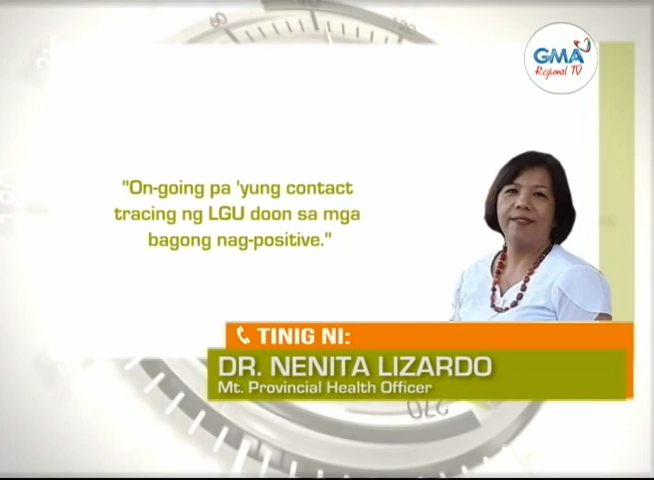 GMA
Regional TV
"On-going pa 'yung contact
tracing ng LGU doon sa mga
bagong nag-positive."
TINIG NI:
DR. NENITA LIZARDO
Mt. Provincial Health Officer
270